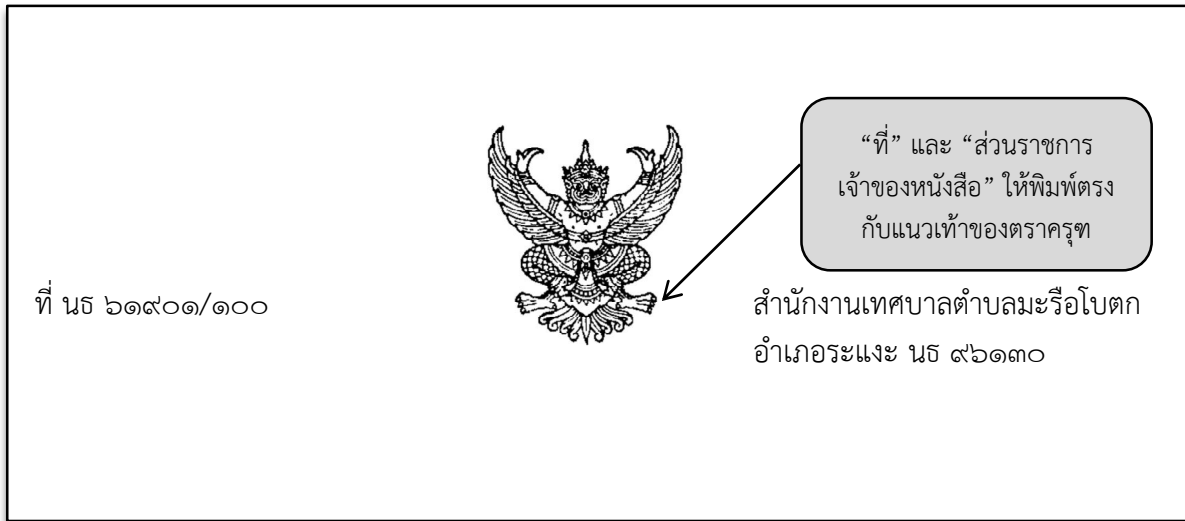 “ที่” และ “ส่วนราชการ
เจ้าของหนังสือ” ให้พิมพ์ตรง
กับแนวเท้าของตราครุฑ
ที่ นธ ๖๑๙๐๑/๑๐๐
สำนักงานเทศบาลตำบลมะรือโบตก
อำเภอระแงะ นธ ๙๖๑๓๐